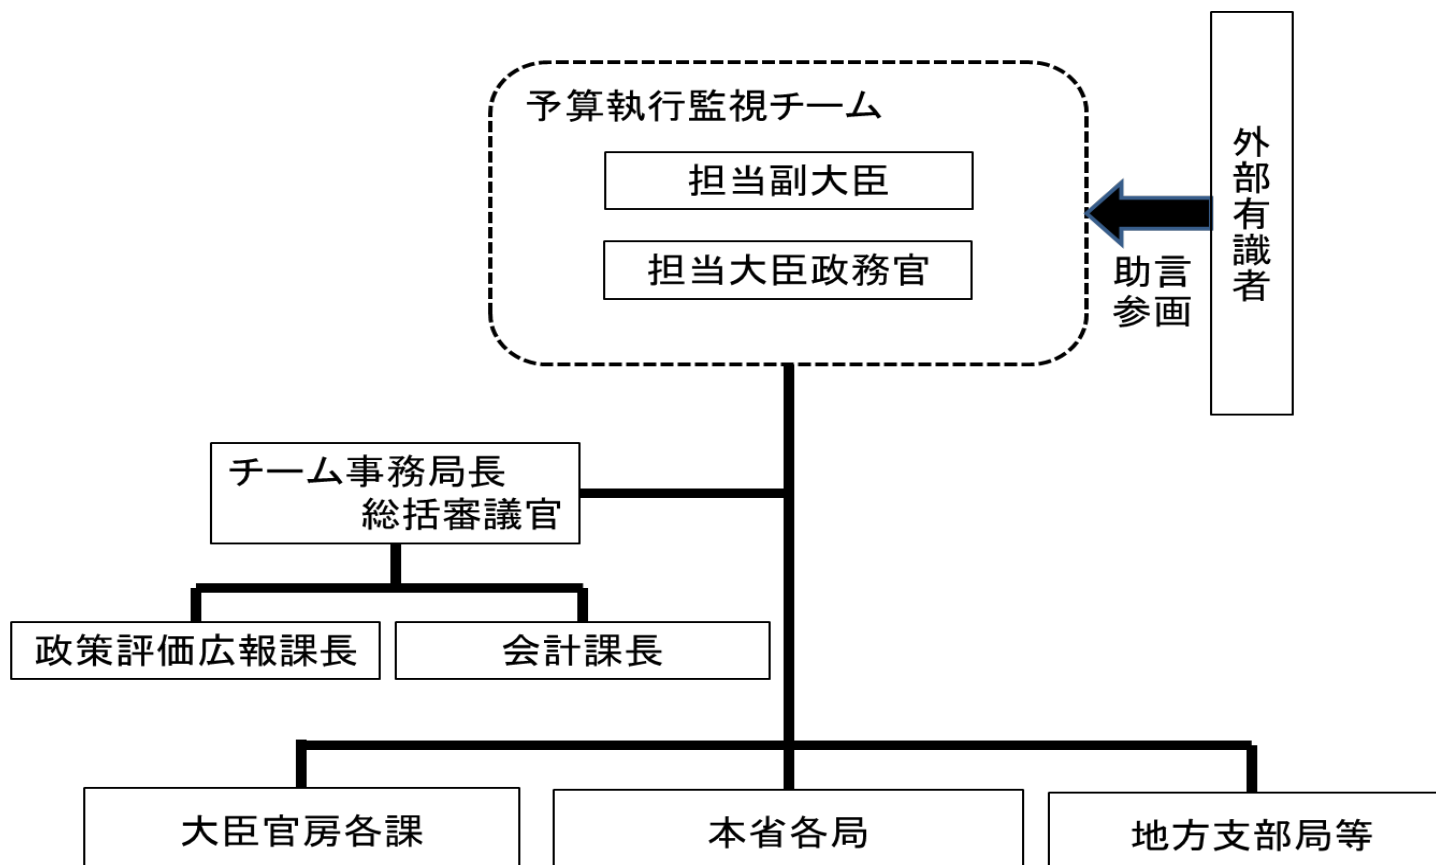 予算執行監視チーム
担当副大臣
担当大臣政務官
外部有識者
助言
参画
チーム事務局長
総括審議官
政策評価広報課長
会計課長
大臣官房各課
本省各局
地方支部局等